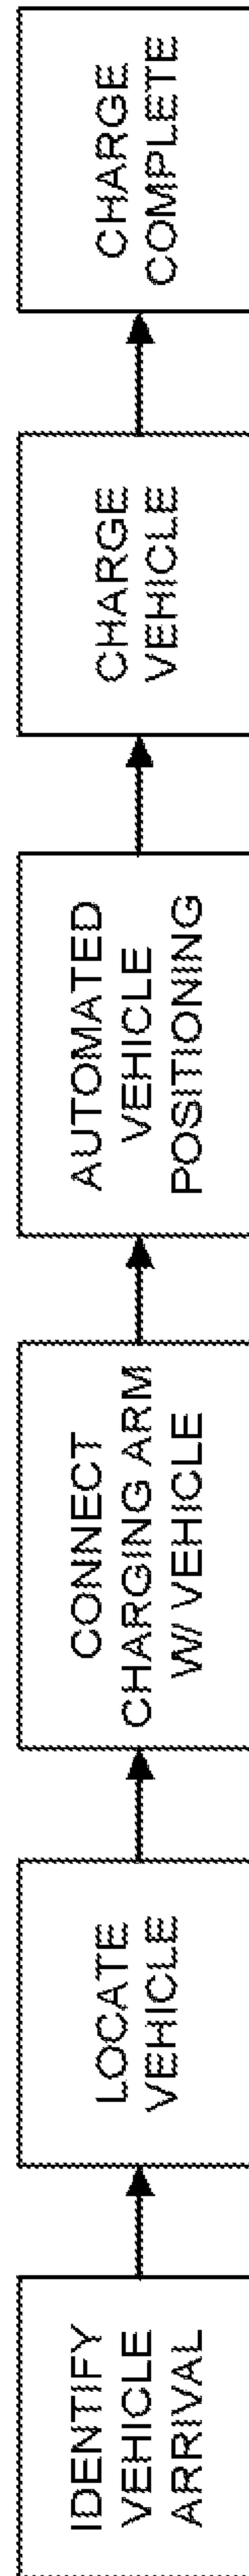 IDENTIFY
VEHICLE
ARRIVAL
LOCATE
VEHICLE
CONNECT
CHARGING ARM
W/ VEHICLE
AUTOMATED
VEHICLE
POSITIONING
CHARGE
VEHICLE
CHARGE
COMPLETE